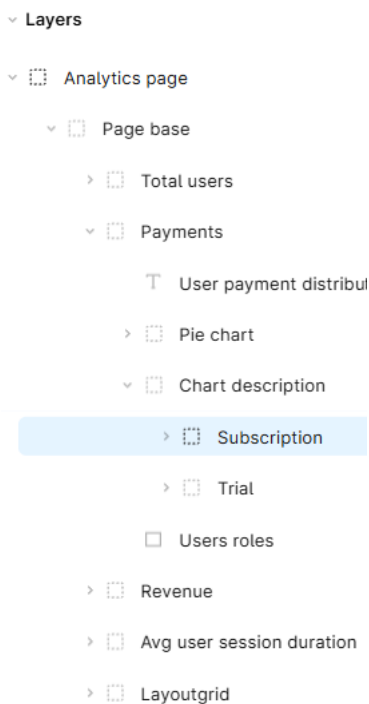 Layers
Analytics page
Page base
Total users
Payments
User payment distribut
Pie chart
Chart description
Subscription
Trial
Users roles
Revenue
Avg user session duration
Layoutgrid